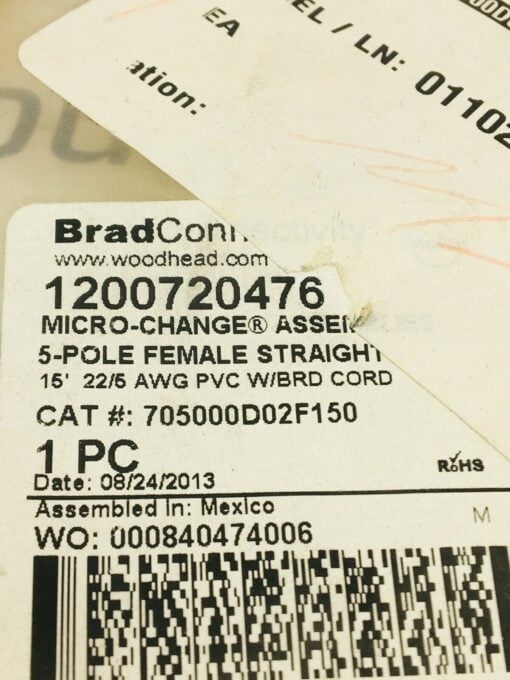 EL / LN: 01102
EA
ation:
BradConn
www.woodhead.com
1200720476
MICRO-CHANGE® ASSEM
5-POLE FEMALE STRAIGHT
15' 22/5 AWG PVC W/BRD CORD
CAT #: 705000D02F150
1 PC
RoHS
Date: 08/24/2013
Assembled In: Mexico
M
WO: 000840474006